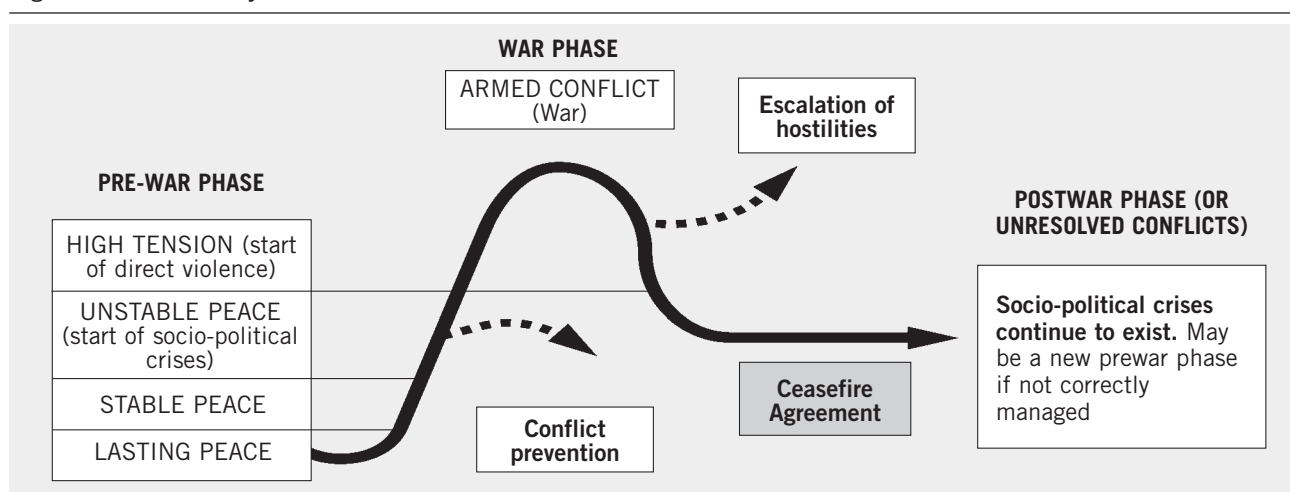 WAR PHASE
ARMED CONFLICT
(War)
Escalation of
hostilities
PRE-WAR PHASE
HIGH TENSION (start
of direct violence)
UNSTABLE PEACE
(start of socio-political
crises)
STABLE PEACE
LASTING PEACE
Conflict
prevention
Ceasefire
Agreement
POSTWAR PHASE (OR
UNRESOLVED CONFLICTS)
Socio-political crises
continue to exist. May
be a new prewar phase
if not correctly
managed